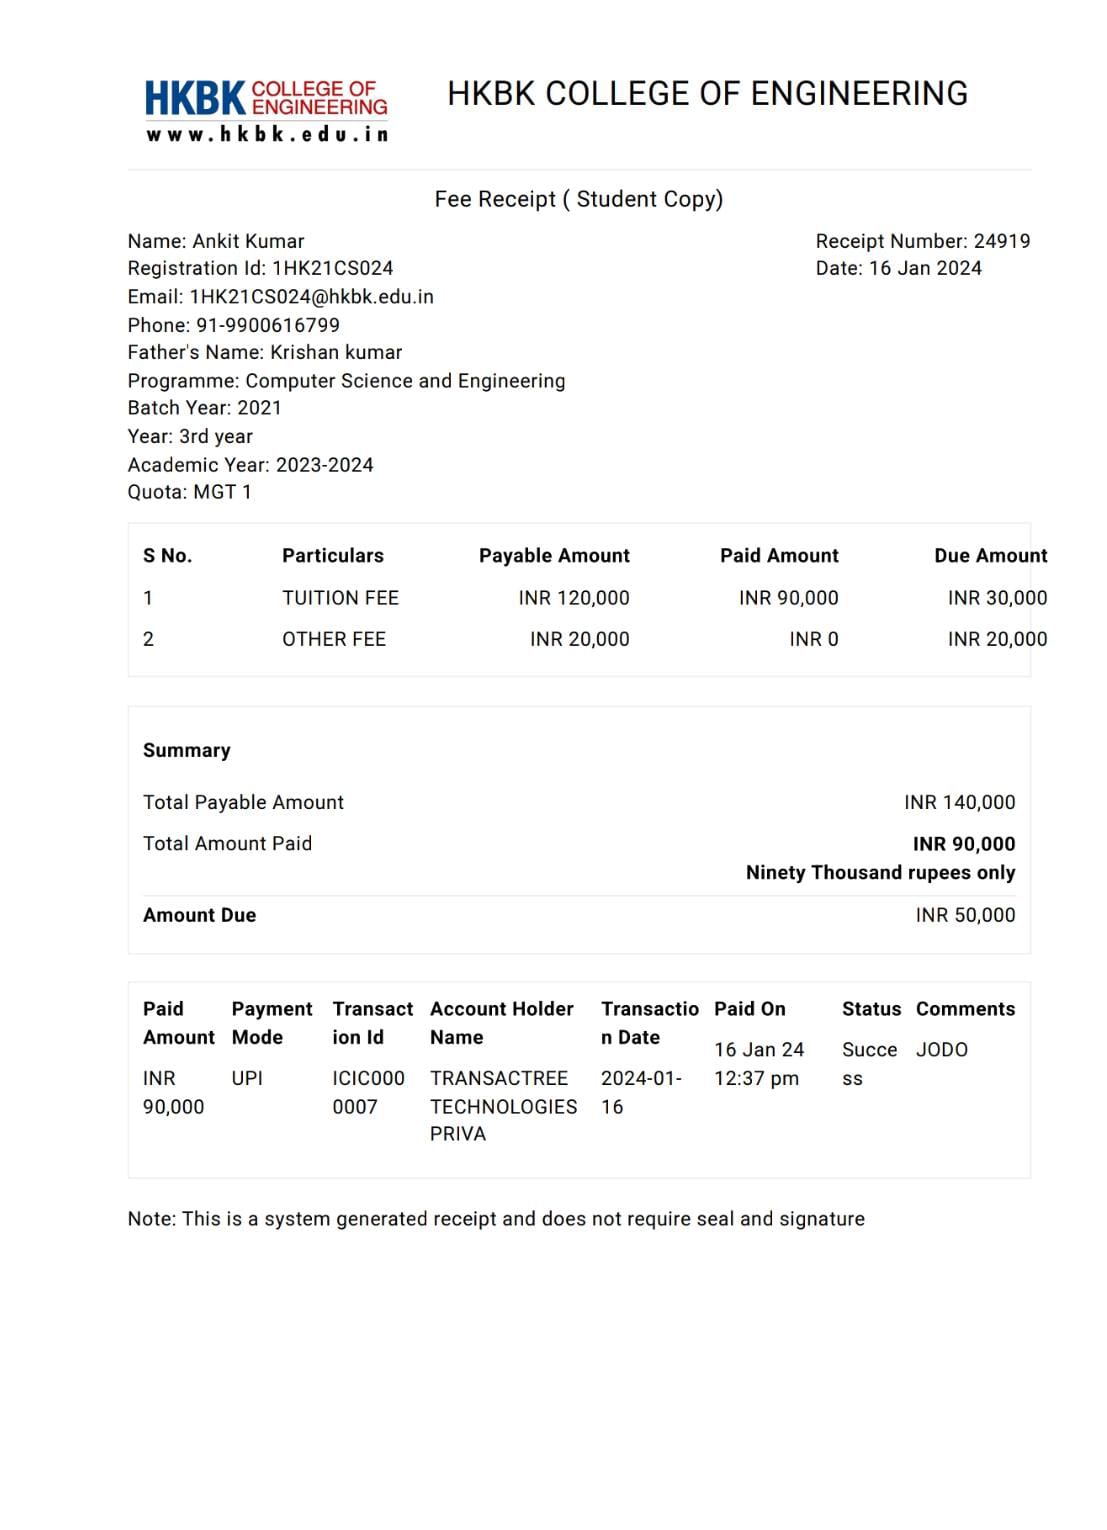 HKBK COLLEGE OF
ENGINEERING
www.hkbk.edu.in
HKBK COLLEGE OF ENGINEERING
Fee Receipt ( Student Copy)
Name: Ankit Kumar
Receipt Number: 24919
Registration Id: 1HK21CS024
Date: 16 Jan 2024
Email: 1HK21CS024@hkbk.edu.in
Phone: 91-9900616799
Father's Name: Krishan kumar
Programme: Computer Science and Engineering
Batch Year: 2021
Year: 3rd year
Academic Year: 2023-2024
Quota: MGT 1
S No. Particulars Payable Amount Paid Amount Due Amount
1 TUITION FEE INR 120,000 INR 90,000 INR 30,000
2 OTHER FEE INR 20,000 INR 0 INR 20,000
Summary
Total Payable Amount INR 140,000
Total Amount Paid INR 90,000
Ninety Thousand rupees only
Amount Due INR 50,000
Paid Payment Transact Account Holder Transactio Paid On Status Comments
Amount Mode ion Id Name n Date
16 Jan 24 Succe JODO
INR UPI ICIC000 TRANSACTREE 2024-01- 12:37 pm ss
90,000 0007 TECHNOLOGIES 16
PRIVA
Note: This is a system generated receipt and does not require seal and signature